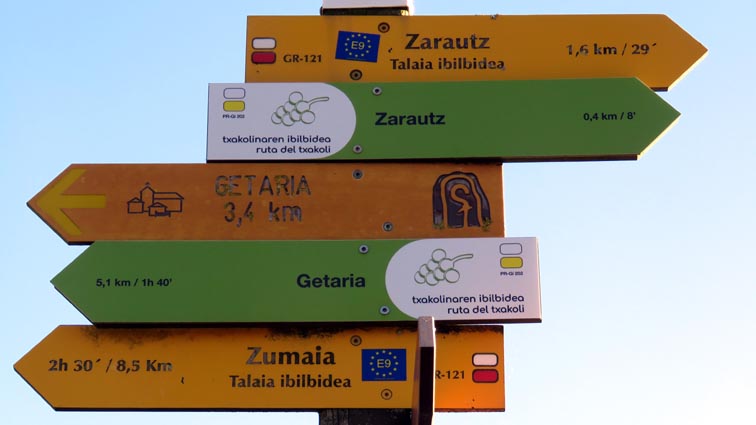 E9
GR-121
Zarautz
Talaia ibilbidea
1,6 km / 29´
PR-Gi 202
txakolinaren ibilbidea
ruta del txakoli
Zarautz
0,4 km / 8'
GETARIA
3,4 km
5,1 km / 1h 40'
Getaria
PR-Gi 202
txakolinaren ibilbidea
ruta del txakoli
2h 30´ / 8,5 Km
Zumaia
Talaia ibilbidea
E9
R-121